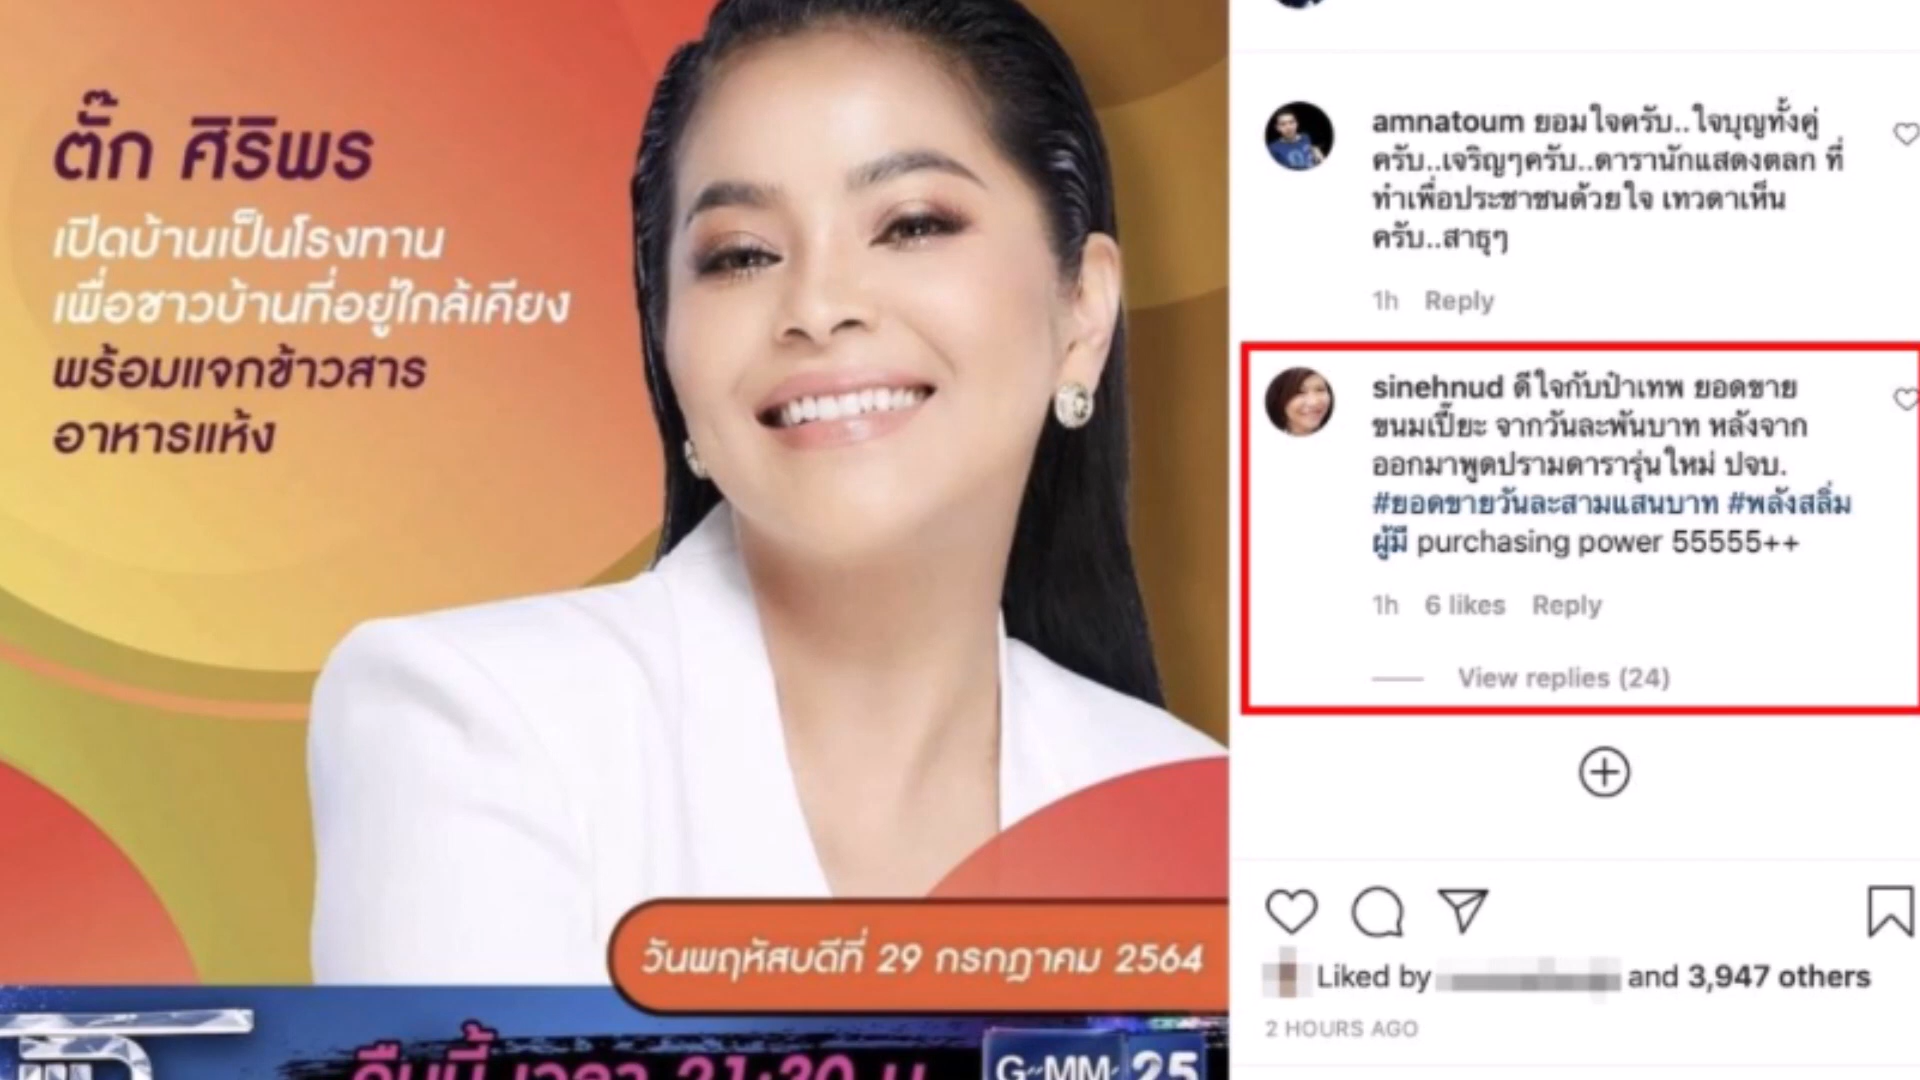 ตั๊ก ศิริพร
เปิดบ้านเป็นโรงทาน
เพื่อชาวบ้านที่อยู่ใกล้เคียง
พร้อมแจกข้าวสาร
อาหารแห้ง
วันพฤหัสบดีที่ 29 กรกฎาคม 2564
คืนนี้ เวลา 21:30 น.
GMM 25
amnatoum ยอมใจครับ..ใจบุญทั้งคู่
ครับ..เจริญๆครับ..ดารานักแสดงตลก ที่
ทำเพื่อประชาชนด้วยใจ เทวดาเห็น
ครับ..สาธุๆ
1h Reply
sinehnud ดีใจกับป๋าเทพ ยอดขาย
ขนมเปี๊ยะ จากวันละพันบาท หลังจาก
ออกมาพูดปรามดารารุ่นใหม่ ปจบ.
#ยอดขายวันละสามแสนบาท #พลังสลิ่ม
ผู้มี purchasing power 55555++
1h 6 likes Reply
View replies (24)
Liked by and 3,947 others
2 HOURS AGO